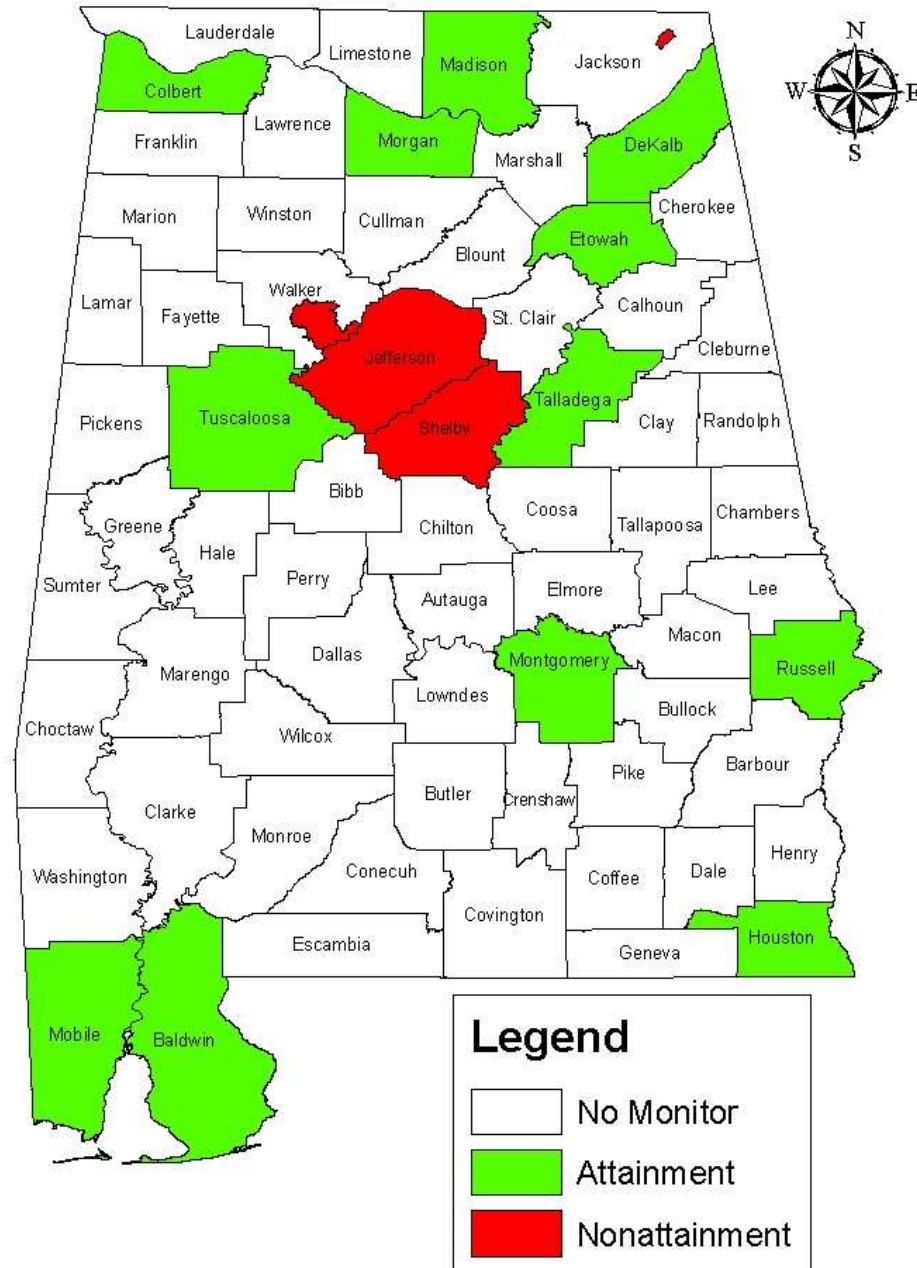 Lauderdale
Limestone
Madison
Jackson
N
W
E
S
Colbert
Lawrence
Franklin
Morgan
Marshall
DeKalb
Cherokee
Marion
Winston
Cullman
Blount
Etowah
Lamar
Fayette
Walker
St. Clair
Calhoun
Cleburne
Jefferson
Pickens
Tuscaloosa
Shelby
Talladega
Clay
Randolph
Bibb
Greene
Hale
Chilton
Coosa
Tallapoosa
Chambers
Sumter
Perry
Autauga
Elmore
Lee
Macon
Marengo
Dallas
Lowndes
Montgomery
Russell
Bullock
Choctaw
Wilcox
Butler
Crenshaw
Pike
Barbour
Clarke
Monroe
Washington
Conecuh
Coffee
Dale
Henry
Covington
Escambia
Geneva
Houston
Mobile
Baldwin
Legend
No Monitor
Attainment
Nonattainment